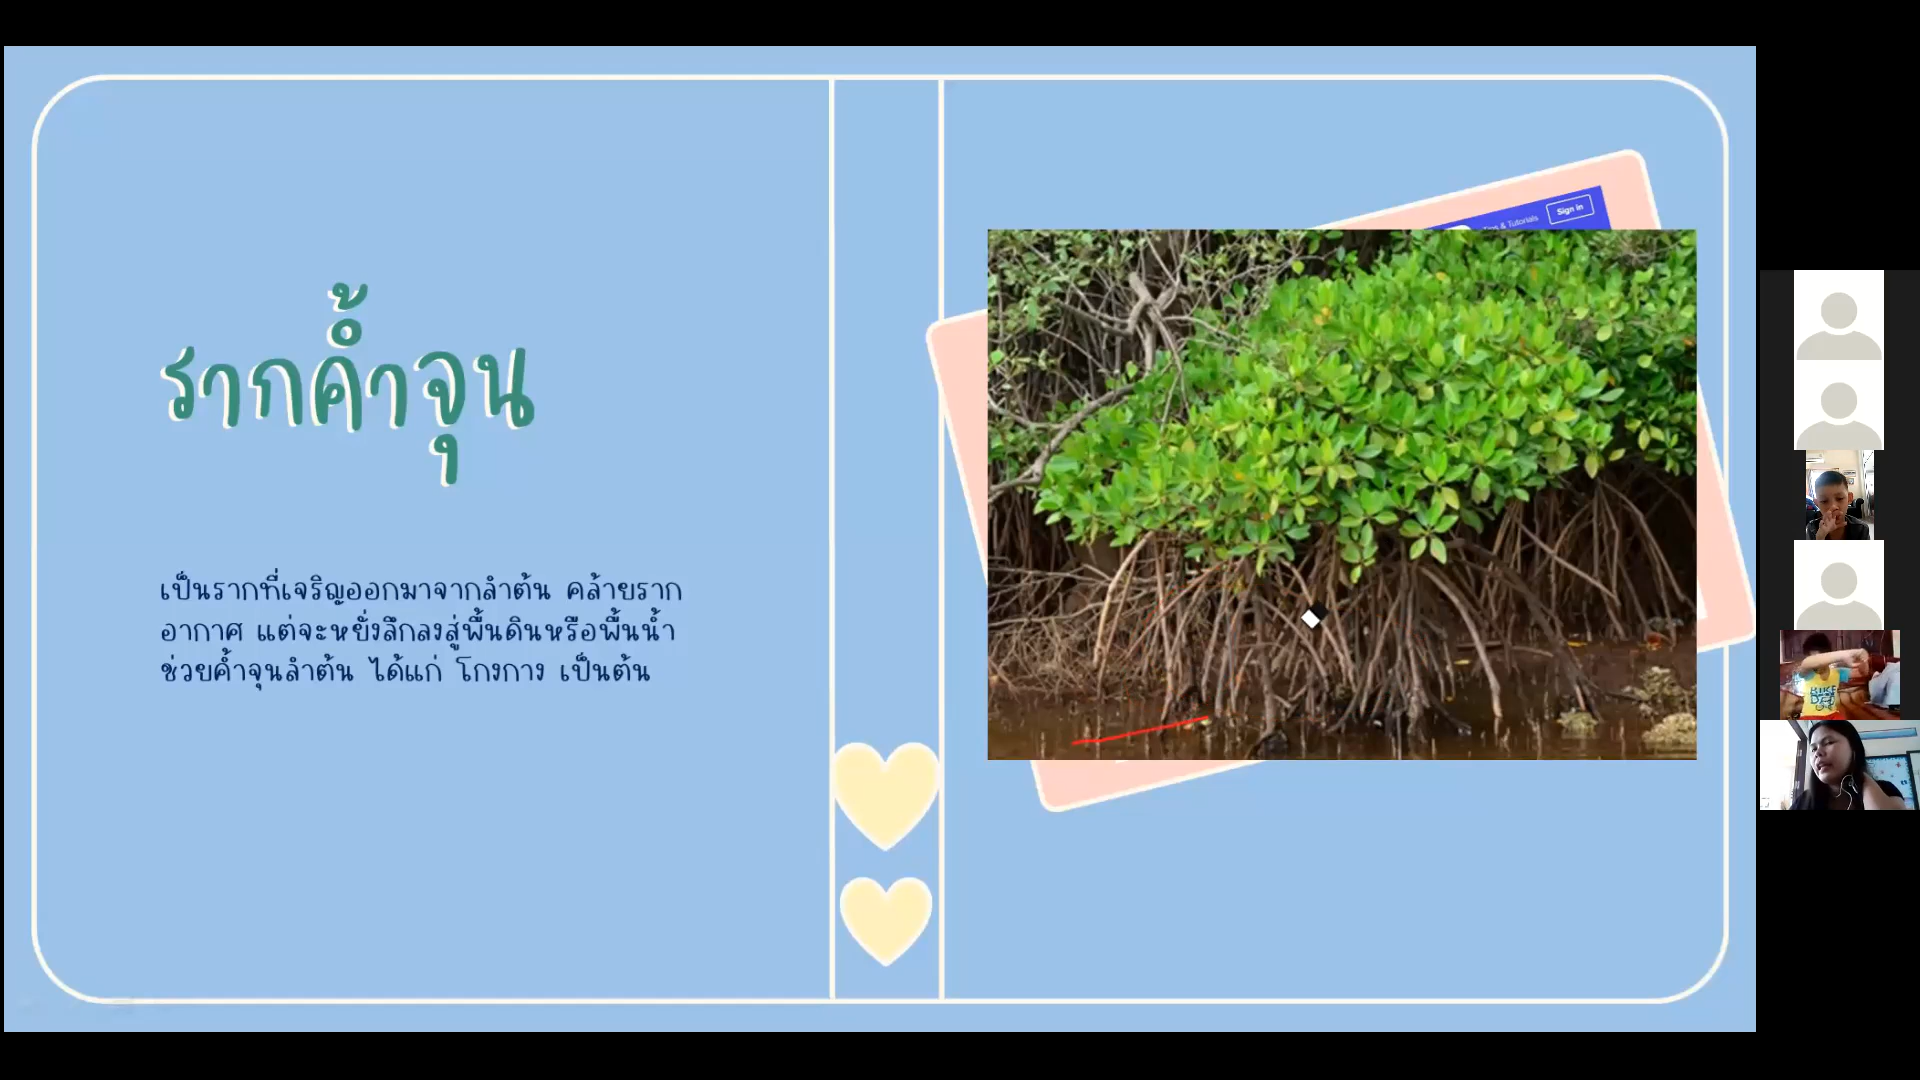 รากค้ำจุน
เป็นรากที่เจริญออกมาจากลำต้น คล้ายราก
อากาศ แต่จะหยั่งลึกลงสู่พื้นดินหรือพื้นน้ำ
ช่วยค้ำจุนลำต้น ได้แก่ โกงกาง เป็นต้น
& Tutorials
Sign in